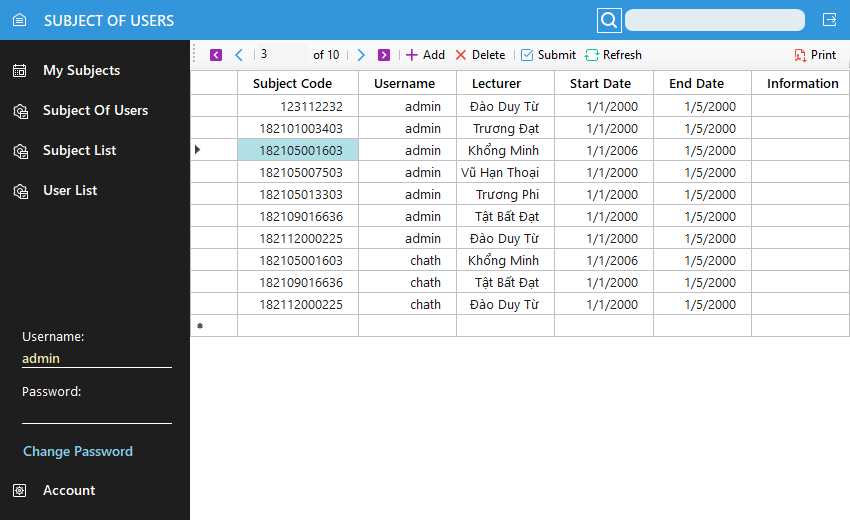 SUBJECT OF USERS
My Subjects
Subject Of Users
Subject List
User List
Username:
admin
Password:
Change Password
Account
3 of 10 Add Delete Submit Refresh Print
Subject Code Username Lecturer Start Date End Date Information
123112232 admin Đào Duy Từ 1/1/2000 1/5/2000
182101003403 admin Trương Đạt 1/1/2000 1/5/2000
182105001603 admin Khổng Minh 1/1/2006 1/5/2000
182105007503 admin Vũ Hạn Thoại 1/1/2000 1/5/2000
182105013303 admin Trương Phi 1/1/2000 1/5/2000
182109016636 admin Tật Bất Đạt 1/1/2000 1/5/2000
182112000225 admin Đào Duy Từ 1/1/2000 1/5/2000
182105001603 chath Khổng Minh 1/1/2006 1/5/2000
182109016636 chath Tật Bất Đạt 1/1/2000 1/5/2000
182112000225 chath Đào Duy Từ 1/1/2000 1/5/2000
*